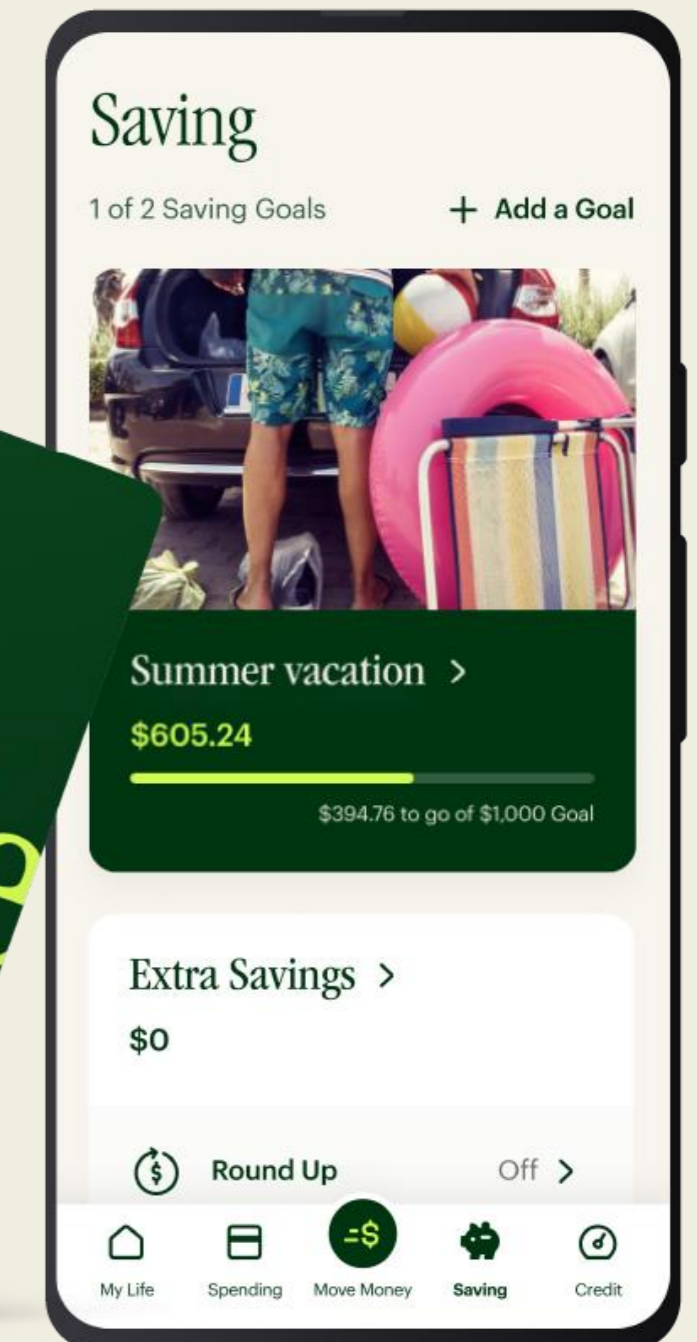 Saving
1 of 2 Saving Goals
+ Add a Goal
Summer vacation >
$605.24
$394.76 to go of $1,000 Goal
Extra Savings >
$0
Round Up
Off >
=$
My Life
Spending
Move Money
Saving
Credit